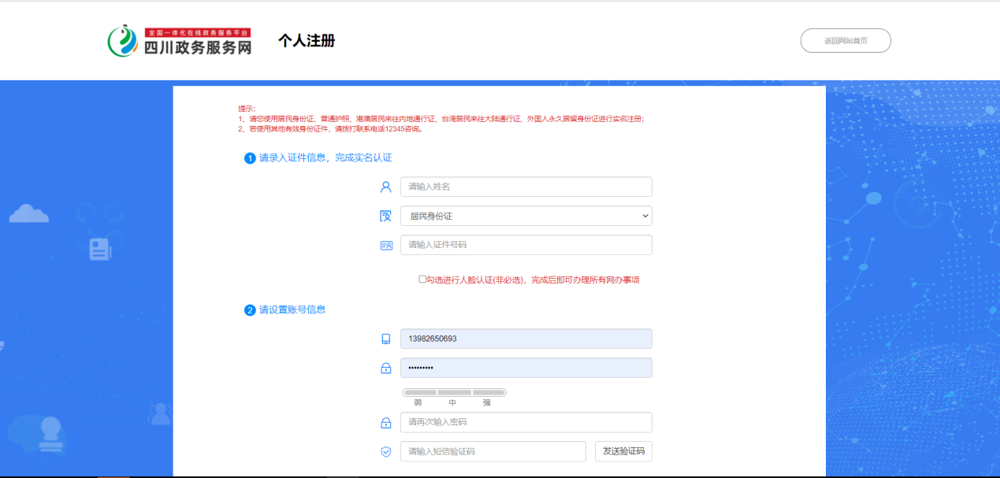 全国一体化在线政务服务平台
四川政务服务网
个人注册
返回网站首页
提示:
1、请您使用居民身份证、普通护照、港澳居民来往内地通行证、台湾居民来往大陆通行证、外国人永久居留身份证进行实名注册;
2、若使用其他有效身份证件，请拨打联系电话12345咨询。
1 请录入证件信息，完成实名认证
请输入姓名
居民身份证
请输入证件号码
勾选进行人脸认证(非必选)，完成后即可办理所有网办事项
2 请设置账号信息
13982650693
•••••••••
弱 中 强
请再次输入密码
请输入短信验证码 发送验证码